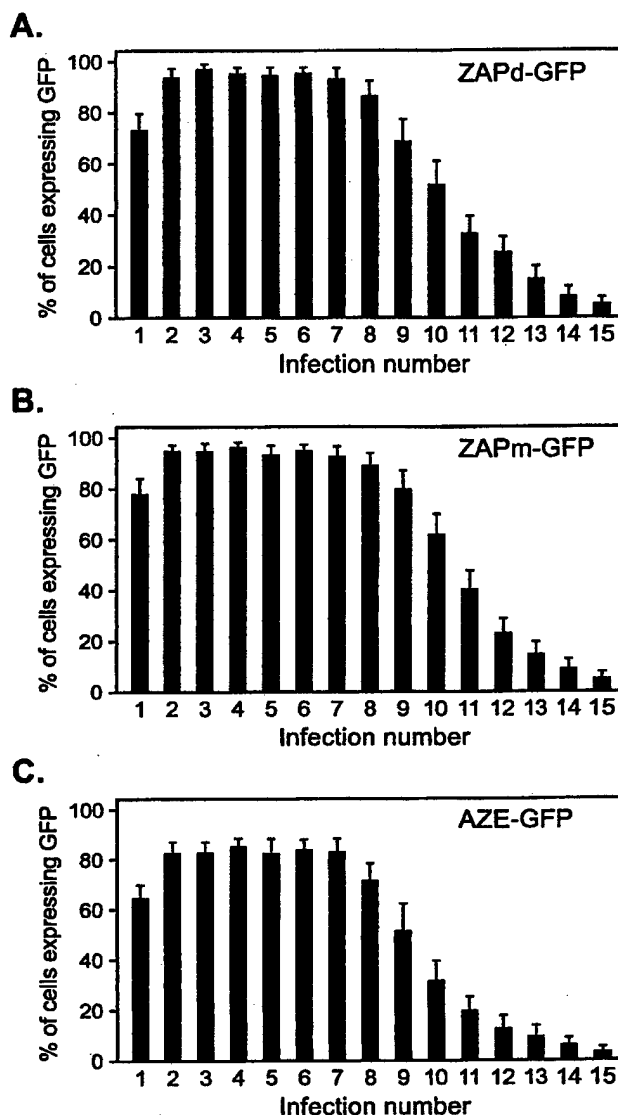 A.
% of cells expressing GFP
100
80
60
40
20
0
ZAPd-GFP
1 2 3 4 5 6 7 8 9 10 11 12 13 14 15
Infection number
B.
% of cells expressing GFP
100
80
60
40
20
0
ZAPm-GFP
1 2 3 4 5 6 7 8 9 10 11 12 13 14 15
Infection number
C.
% of cells expressing GFP
100
80
60
40
20
0
AZE-GFP
1 2 3 4 5 6 7 8 9 10 11 12 13 14 15
Infection number